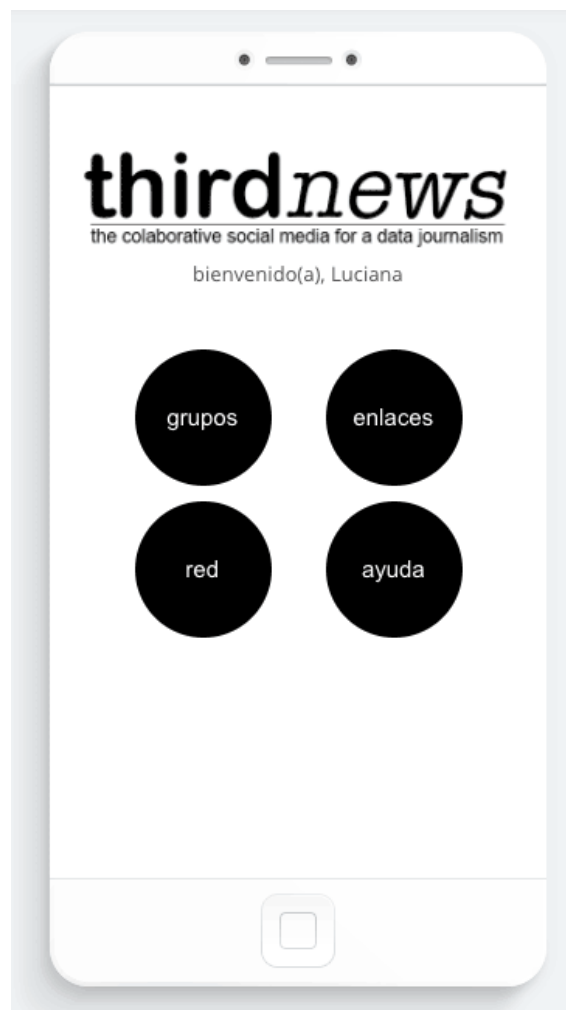 thirdnews
the colaborative social media for a data journalism
bienvenido(a), Luciana
grupos enlaces
red ayuda